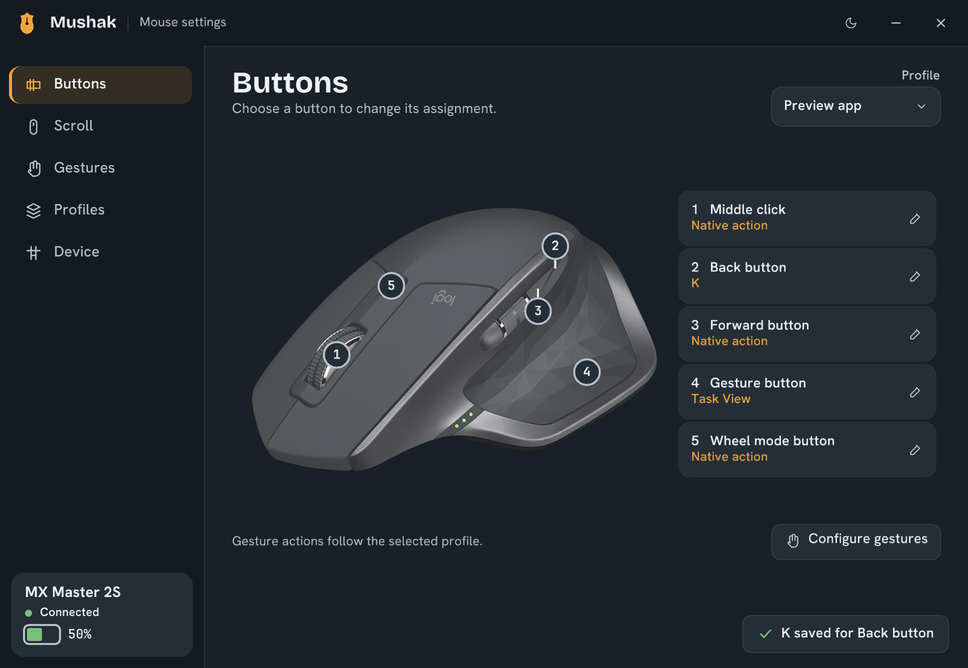 Mushak
Mouse settings
Buttons
Scroll
Gestures
Profiles
Device
MX Master 2S
Connected
50%
Buttons
Choose a button to change its assignment.
Profile
Preview app
logi
1
2
3
4
5
1 Middle click
Native action
2 Back button
K
3 Forward button
Native action
4 Gesture button
Task View
5 Wheel mode button
Native action
Gesture actions follow the selected profile.
Configure gestures
K saved for Back button